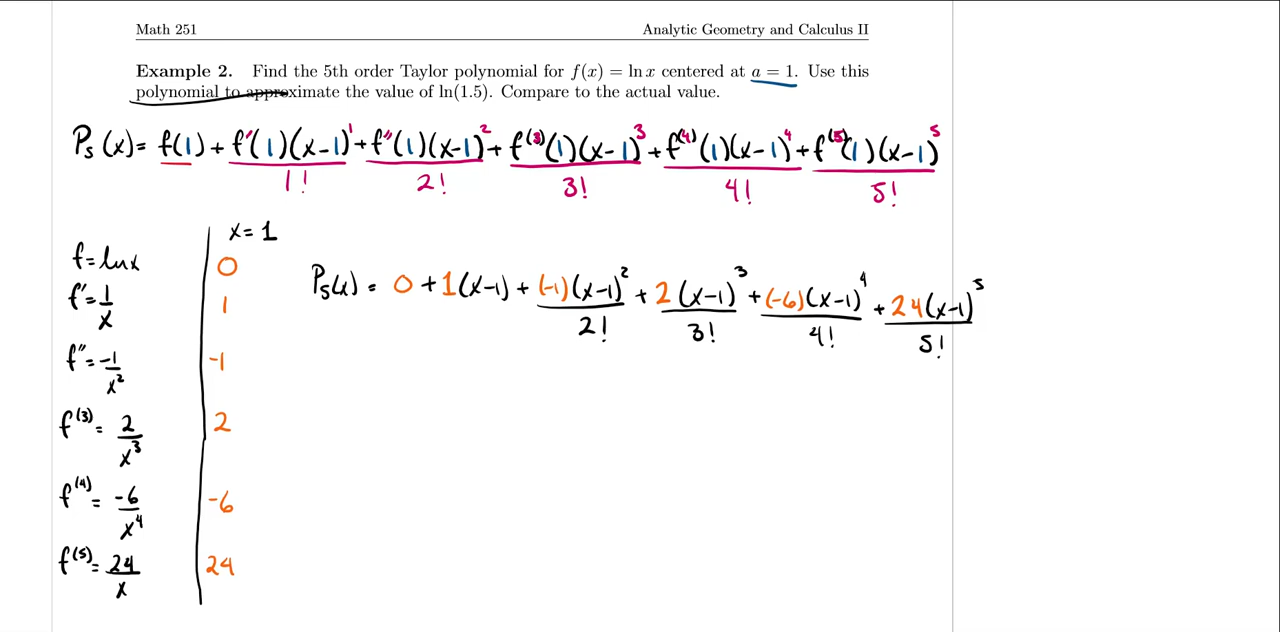 Math 251 Analytic Geometry and Calculus II
Example 2. Find the 5th order Taylor polynomial for f(x) = ln x centered at a = 1. Use this
polynomial to approximate the value of ln(1.5). Compare to the actual value.
P₅(x) = f(1) + f'(1)(x-1)¹/1! + f''(1)(x-1)²/2! + f⁽³⁾(1)(x-1)³/3! + f⁽⁴⁾(1)(x-1)⁴/4! + f⁽⁵⁾(1)(x-1)⁵/5!
x = 1
f = ln x 0
P₅(x) = 0 + 1(x-1) + (-1)(x-1)²/2! + 2(x-1)³/3! + (-6)(x-1)⁴/4! + 24(x-1)⁵/5!
f' = 1/x 1
f'' = -1/x² -1
f⁽³⁾ = 2/x³ 2
f⁽⁴⁾ = -6/x⁴ -6
f⁽⁵⁾ = 24/x 24